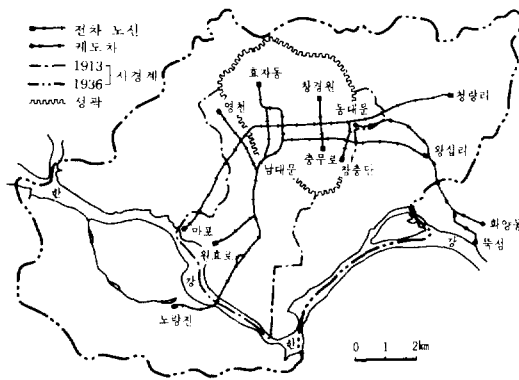 전차 노선
궤도차
1913
1936
시경계
성곽
효자동
창경원
영천
동대문
청량리
왕십리
남대문
충무로
장충단
한
마포
원효로
강
화양동
뚝섬
강
노량진
한
0 1 2km